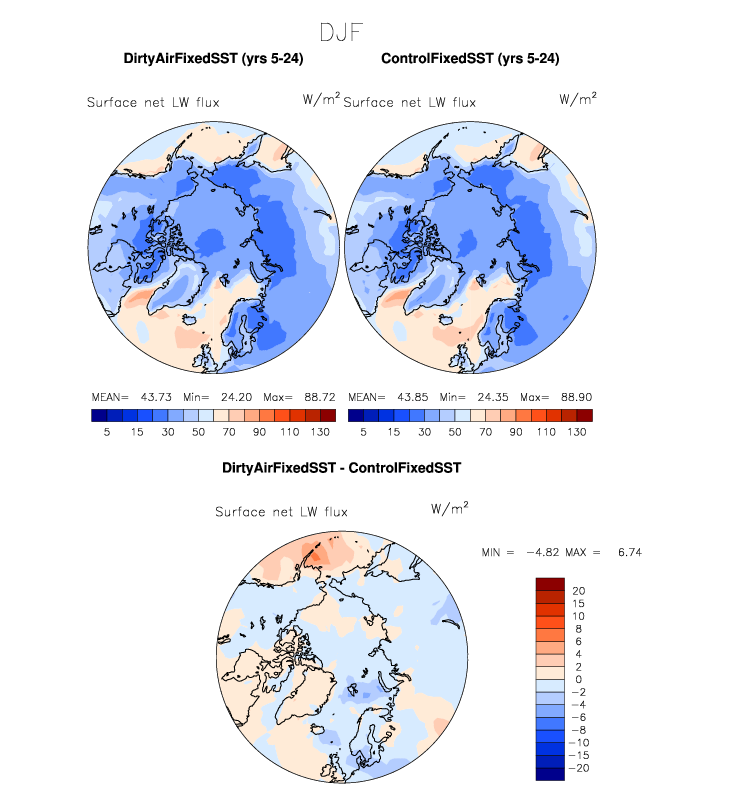 DJF
DirtyAirFixedSST (yrs 5-24) ControlFixedSST (yrs 5-24)
Surface net LW flux W/m² Surface net LW flux W/m²
MEAN= 43.73 Min= 24.20 Max= 88.72 MEAN= 43.85 Min= 24.35 Max= 88.90
5 15 30 50 70 90 110 130 5 15 30 50 70 90 110 130
DirtyAirFixedSST - ControlFixedSST
Surface net LW flux W/m²
MIN = −4.82 MAX = 6.74
20
15
10
8
6
4
2
0
−2
−4
−6
−8
−10
−15
−20